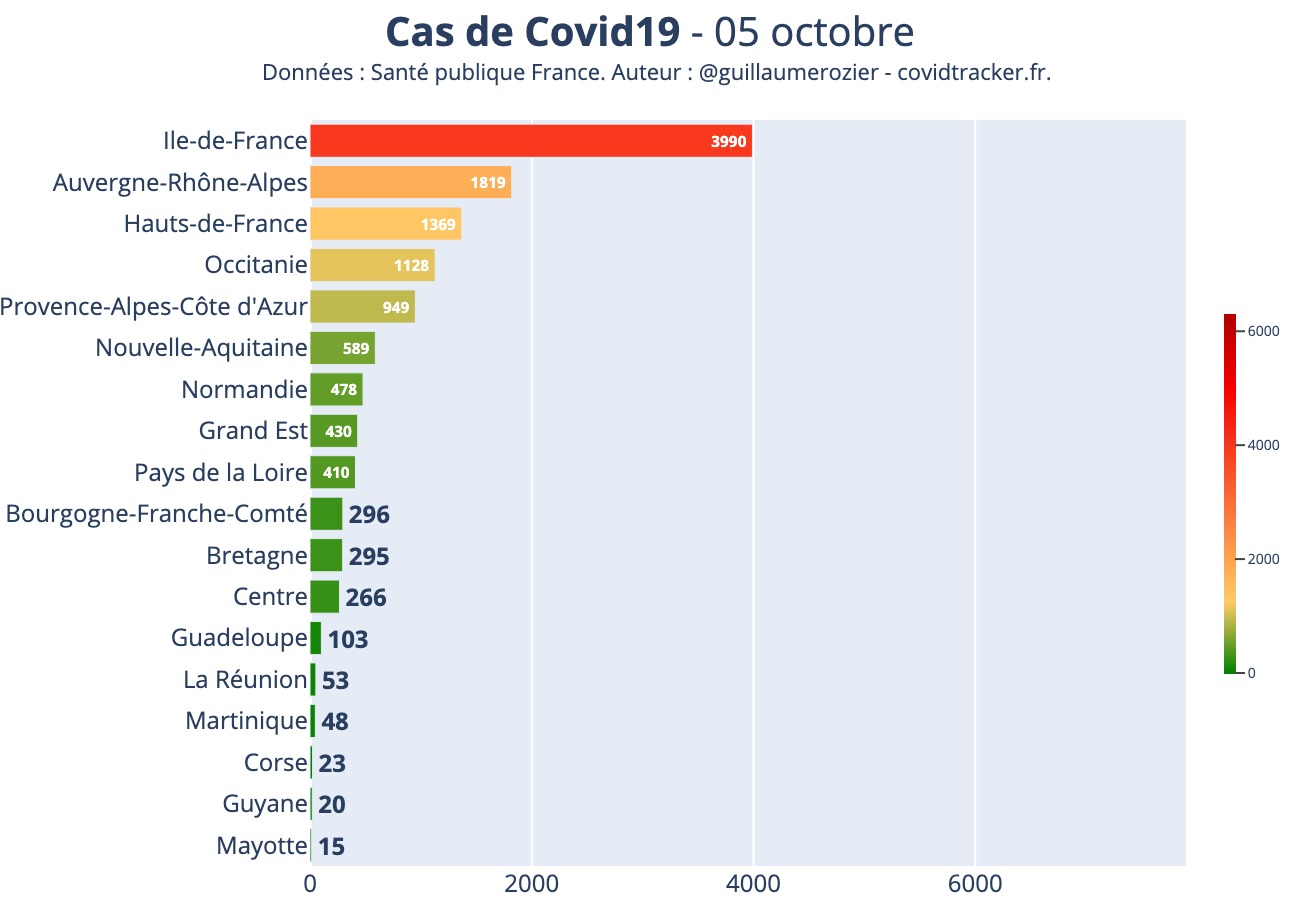 Cas de Covid19 - 05 octobre
Données : Santé publique France. Auteur : @guillaumerozier - covidtracker.fr.
Ile-de-France 3990
Auvergne-Rhône-Alpes 1819
Hauts-de-France 1369
Occitanie 1128
Provence-Alpes-Côte d'Azur 949
Nouvelle-Aquitaine 589
Normandie 478
Grand Est 430
Pays de la Loire 410
Bourgogne-Franche-Comté 296
Bretagne 295
Centre 266
Guadeloupe 103
La Réunion 53
Martinique 48
Corse 23
Guyane 20
Mayotte 15
0 2000 4000 6000
6000
4000
2000
0